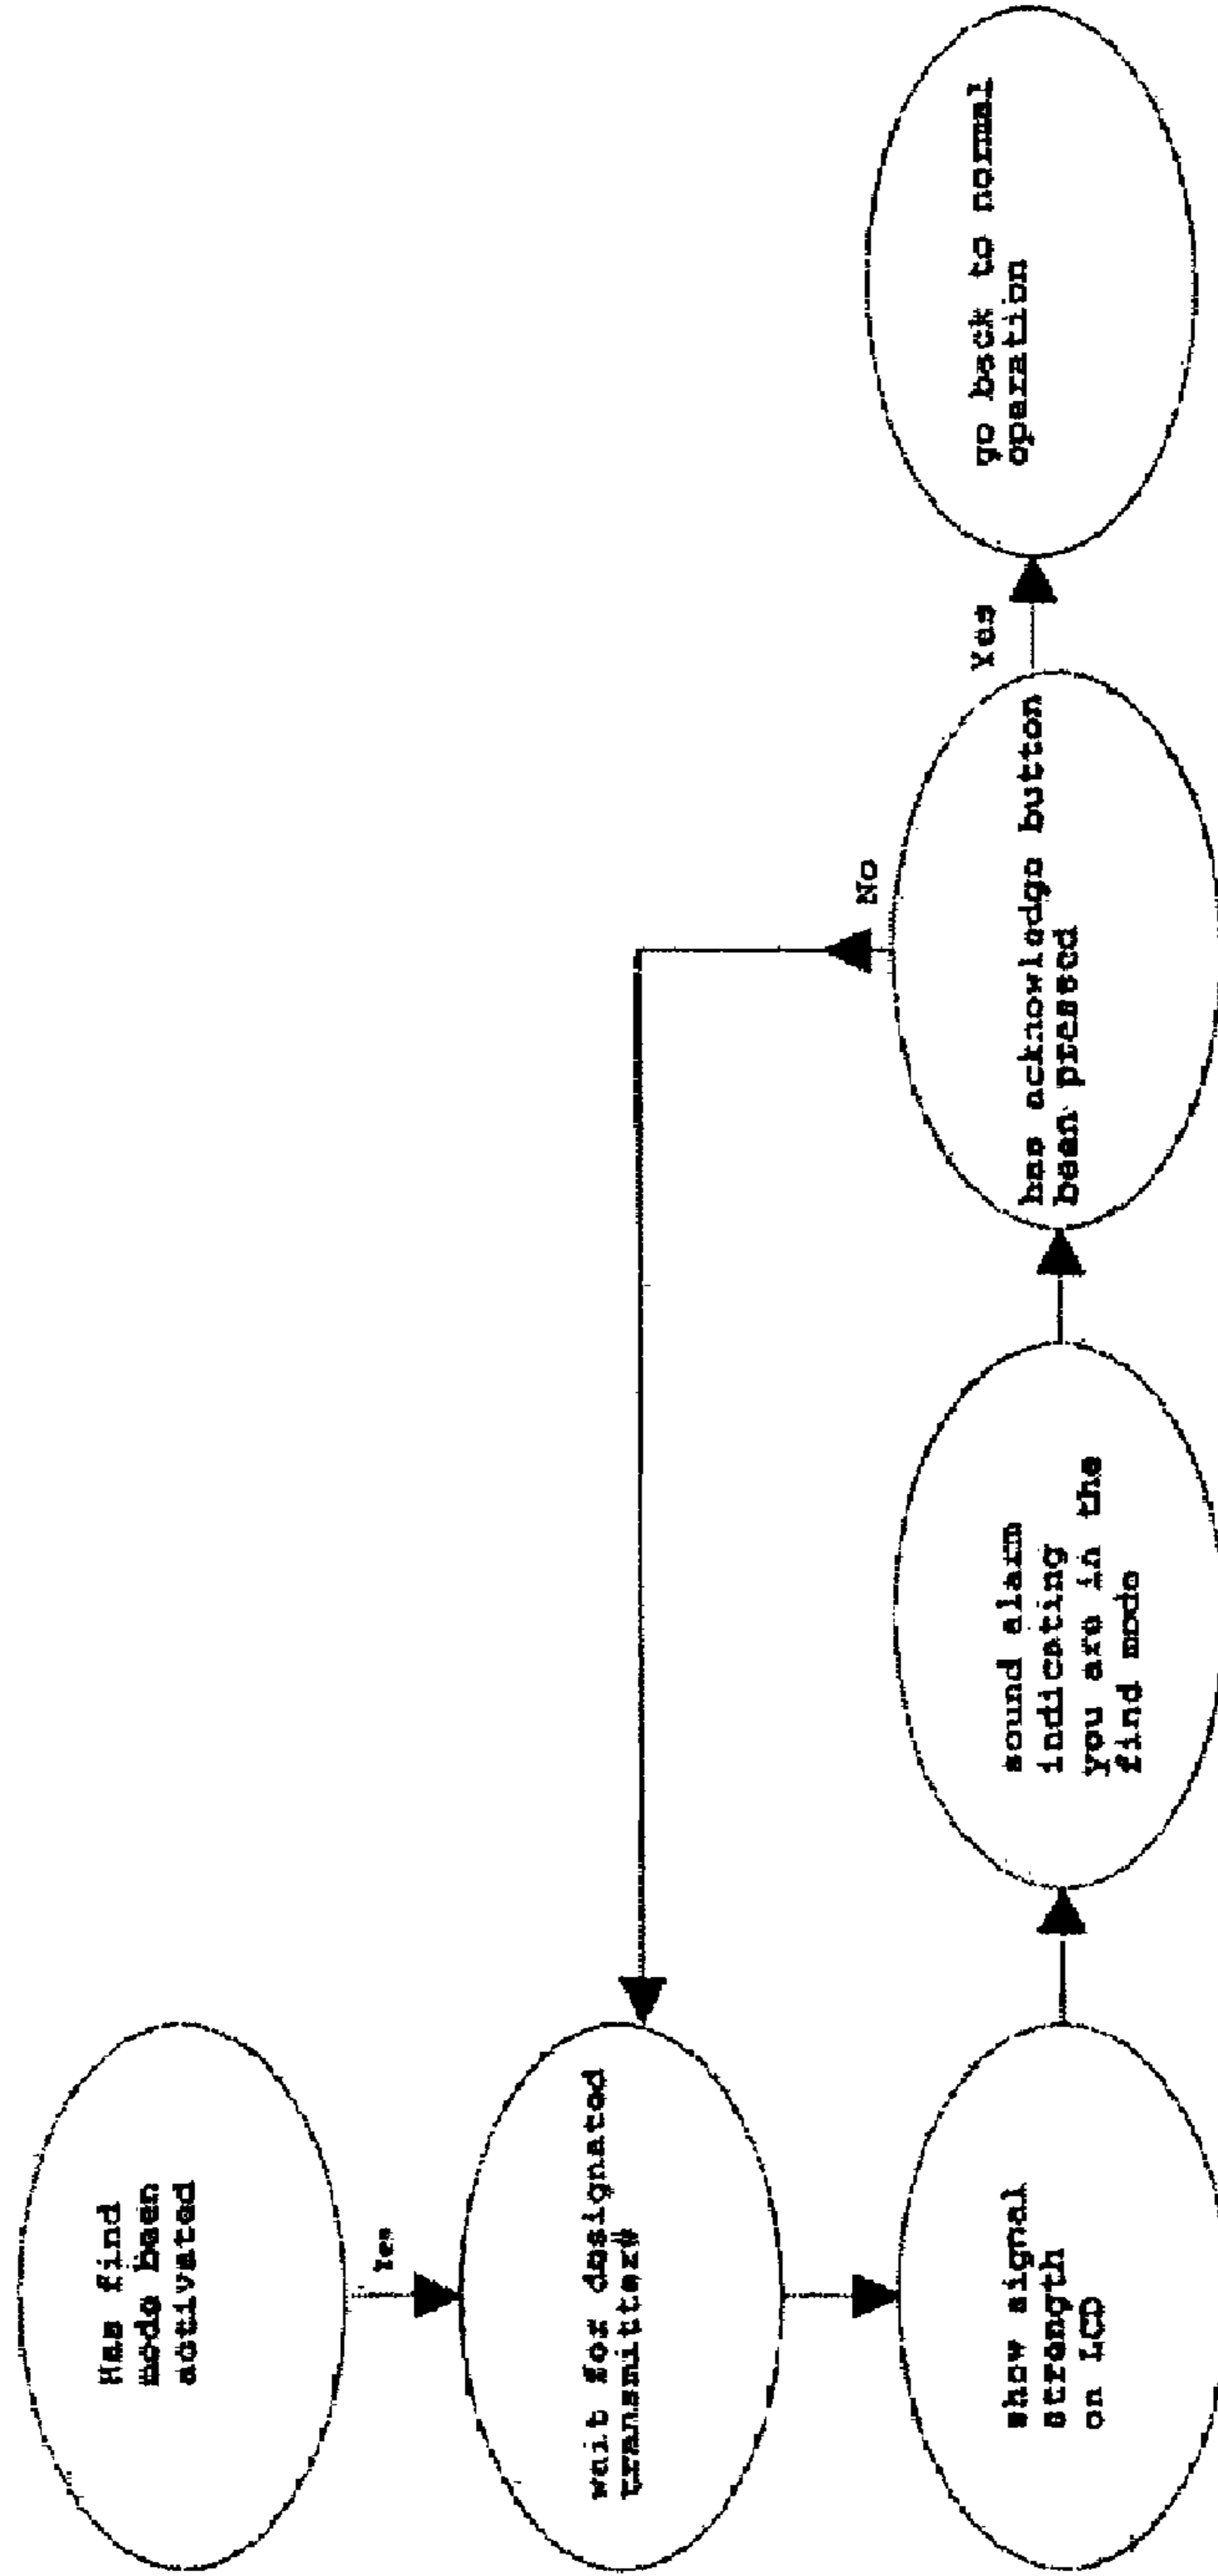 Has find
mode been
activated
Yes
wait for designated
transmitter#
show signal
strength
on LCD
sound alarm
indicating
you are in the
find mode
has acknowledge button
been pressed
No
Yes
go back to normal
operation